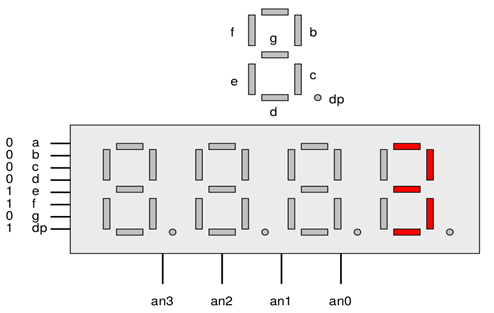 f g b
e c
d dp
0 a
0 b
0 c
0 d
1 e
1 f
0 g
1 dp
an3 an2 an1 an0